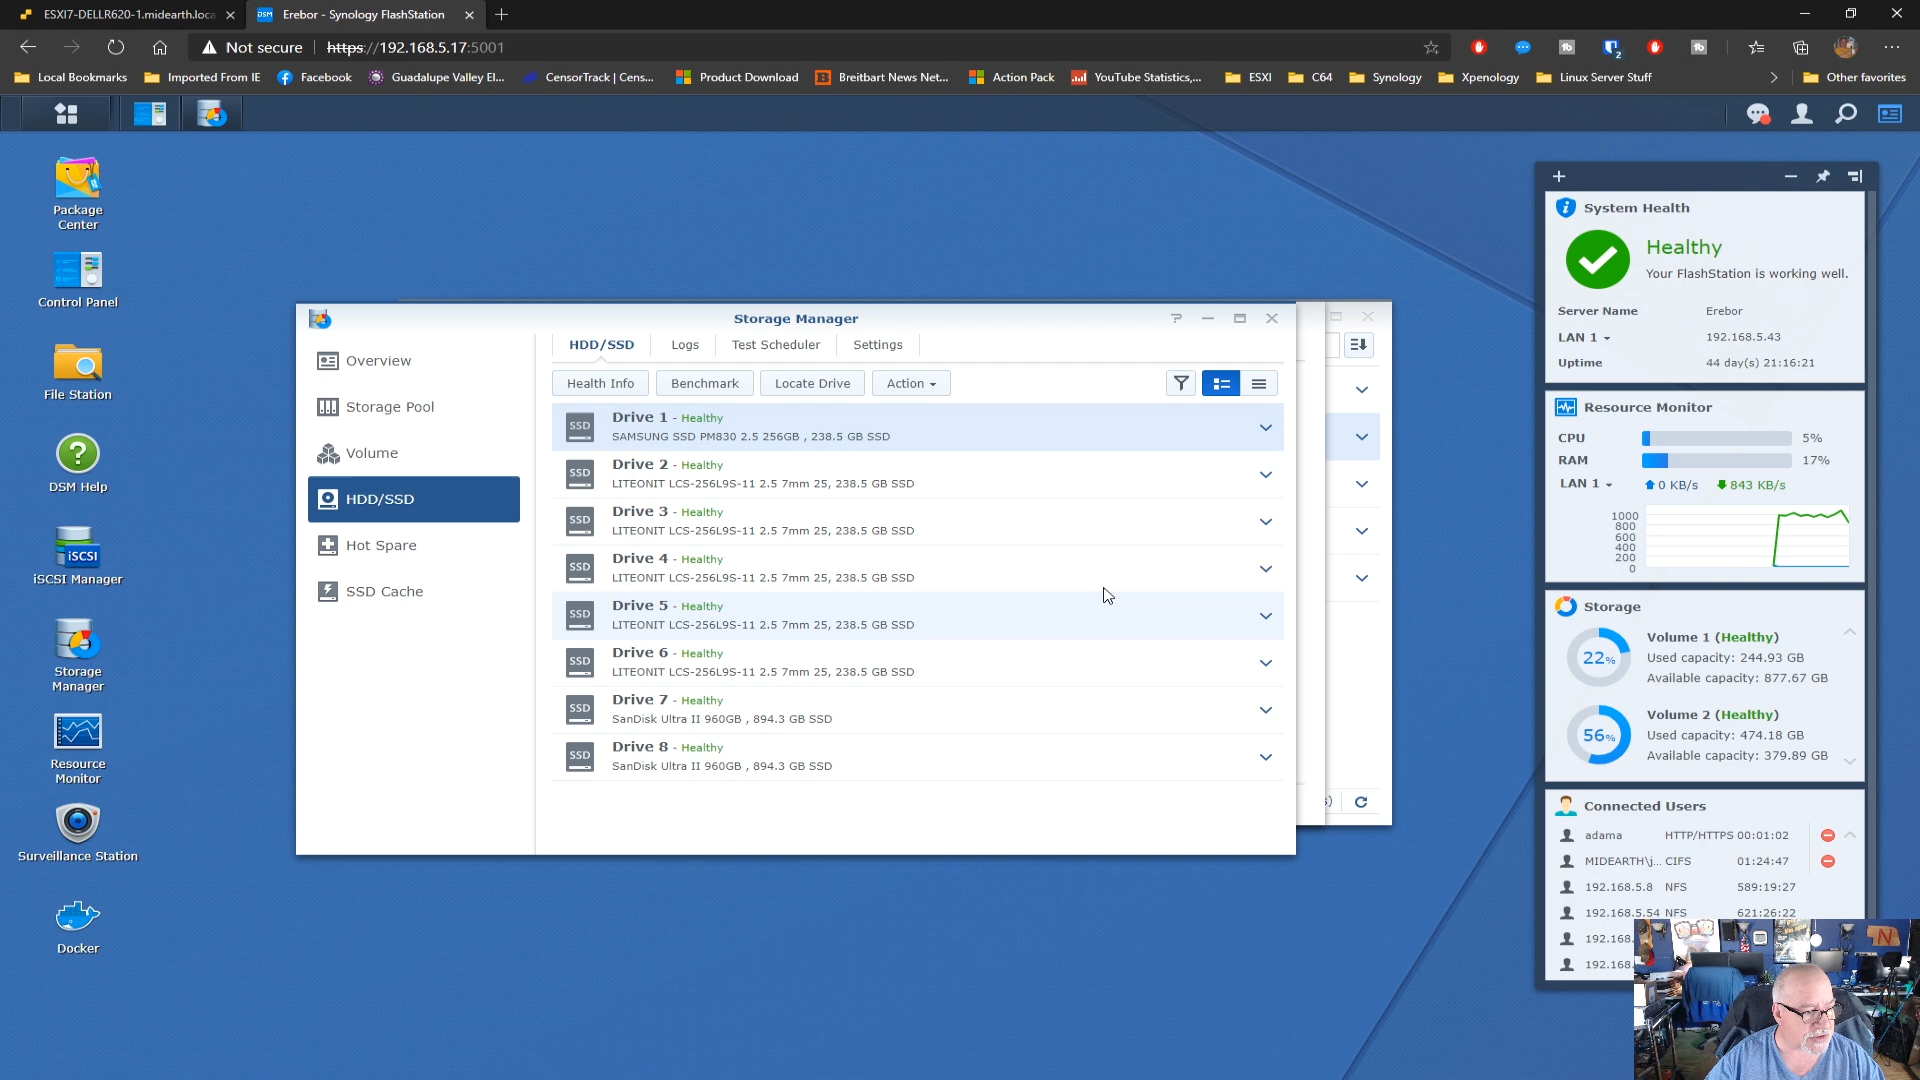 ESXI7-DELLR620-1.midearth.loca
Erebor - Synology FlashStation
Not secure
https://192.168.5.17:5001
Local Bookmarks
Imported From IE
Facebook
Guadalupe Valley El...
CensorTrack | Cens...
Product Download
Breitbart News Net...
Action Pack
YouTube Statistics,...
ESXI
C64
Synology
Xpenology
Linux Server Stuff
Other favorites
Package
Center
Control Panel
File Station
DSM Help
iSCSI
iSCSI Manager
Storage
Manager
Resource
Monitor
Surveillance Station
Docker
Storage Manager
Overview
Storage Pool
Volume
HDD/SSD
Hot Spare
SSD Cache
HDD/SSD
Logs
Test Scheduler
Settings
Health Info
Benchmark
Locate Drive
Action
SSD
Drive 1 - Healthy
SAMSUNG SSD PM830 2.5 256GB , 238.5 GB SSD
SSD
Drive 2 - Healthy
LITEONIT LCS-256L9S-11 2.5 7mm 25, 238.5 GB SSD
SSD
Drive 3 - Healthy
LITEONIT LCS-256L9S-11 2.5 7mm 25, 238.5 GB SSD
SSD
Drive 4 - Healthy
LITEONIT LCS-256L9S-11 2.5 7mm 25, 238.5 GB SSD
SSD
Drive 5 - Healthy
LITEONIT LCS-256L9S-11 2.5 7mm 25, 238.5 GB SSD
SSD
Drive 6 - Healthy
LITEONIT LCS-256L9S-11 2.5 7mm 25, 238.5 GB SSD
SSD
Drive 7 - Healthy
SanDisk Ultra II 960GB , 894.3 GB SSD
SSD
Drive 8 - Healthy
SanDisk Ultra II 960GB , 894.3 GB SSD
System Health
Healthy
Your FlashStation is working well.
Server Name Erebor
LAN 1 192.168.5.43
Uptime 44 day(s) 21:16:21
Resource Monitor
CPU 5%
RAM 17%
LAN 1 0 KB/s 843 KB/s
1000
800
600
400
200
0
Storage
22%
Volume 1 (Healthy)
Used capacity: 244.93 GB
Available capacity: 877.67 GB
56%
Volume 2 (Healthy)
Used capacity: 474.18 GB
Available capacity: 379.89 GB
Connected Users
adama HTTP/HTTPS 00:01:02
MIDEARTH\j... CIFS 01:24:47
192.168.5.8 NFS 589:19:27
192.168.5.54 NFS 621:26:22
192.168.
192.168.
N